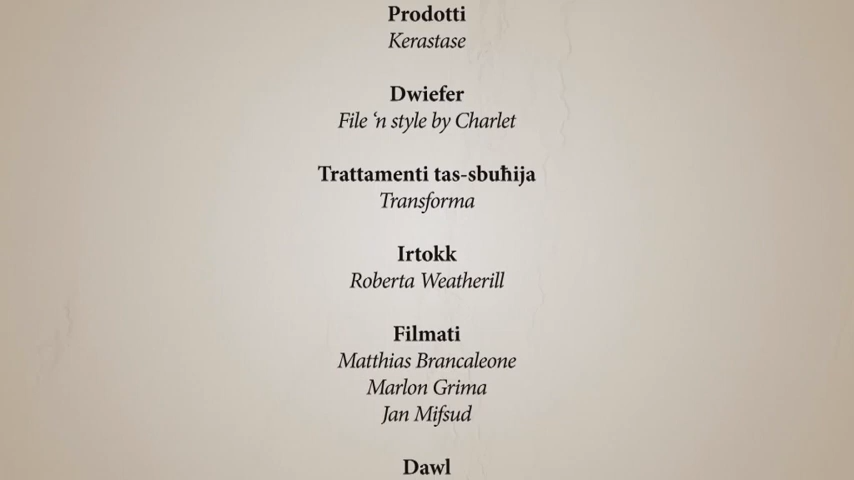 Prodotti
Kerastase
Dwiefer
File ‘n style by Charlet
Trattamenti tas-sbuħija
Transforma
Irtokk
Roberta Weatherill
Filmati
Matthias Brancaleone
Marlon Grima
Jan Mifsud
Dawl